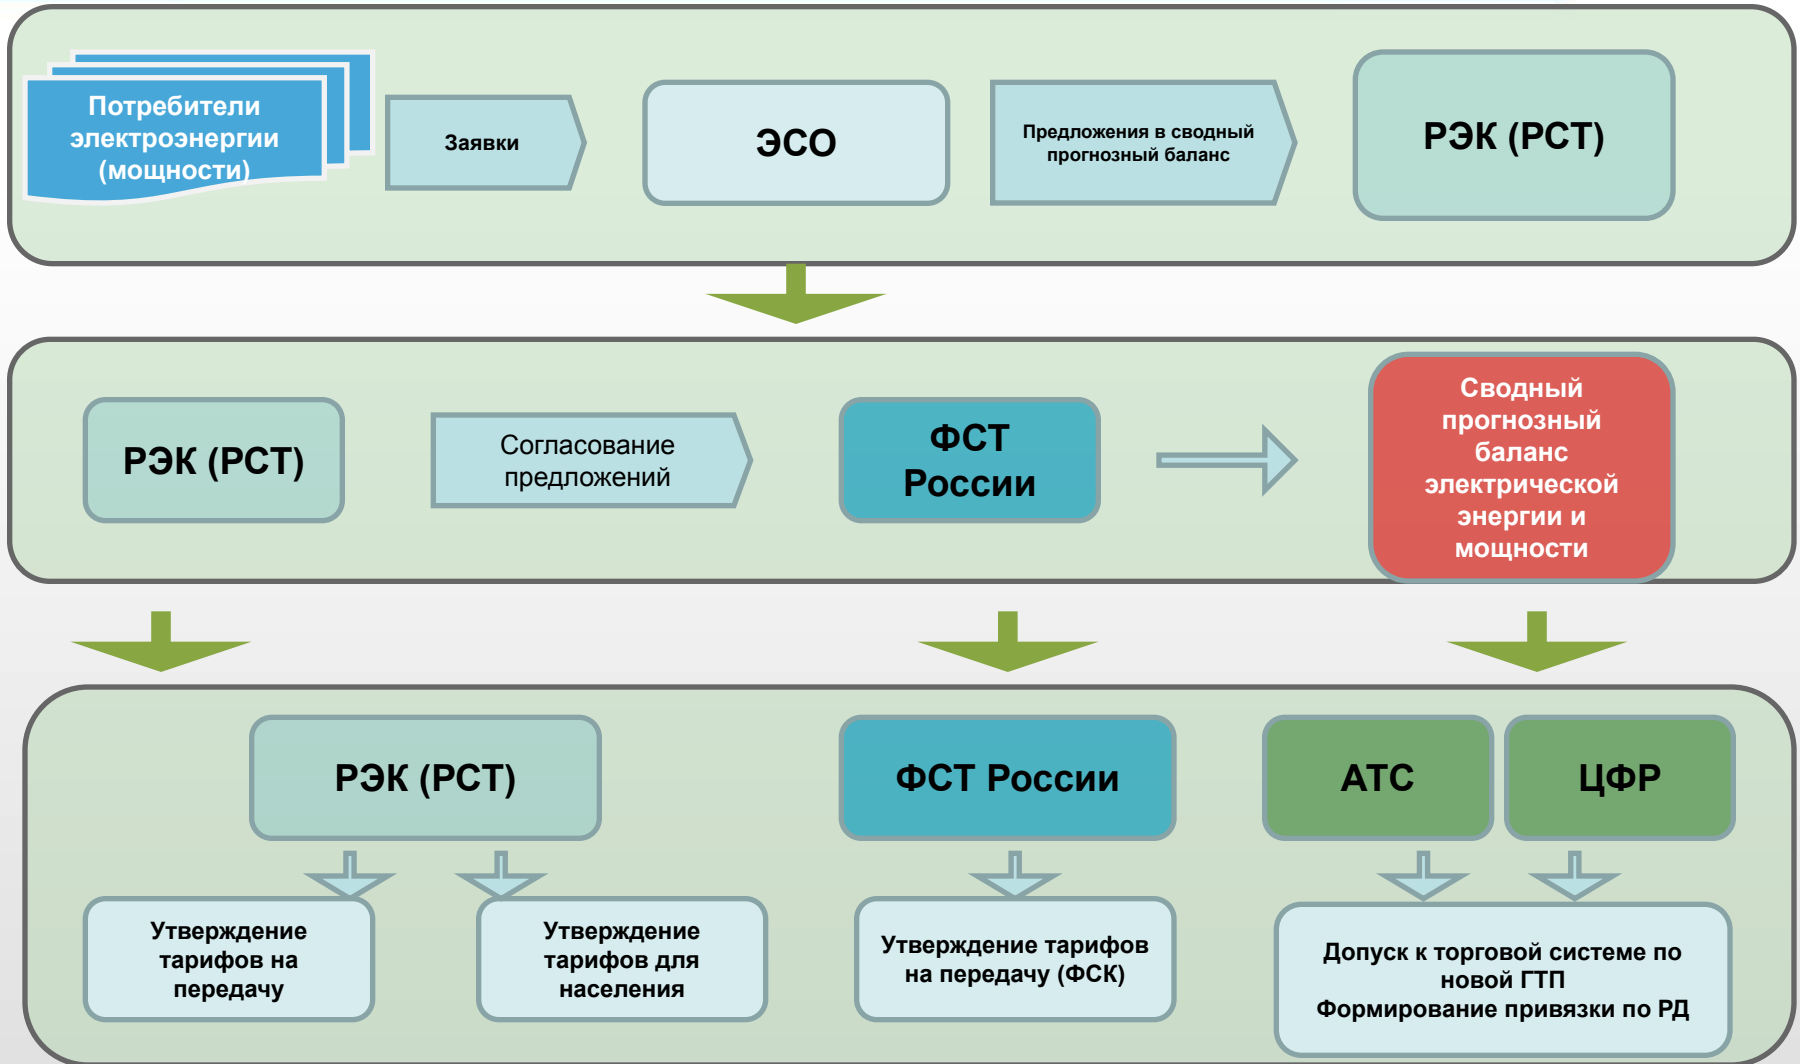 Потребители
электроэнергии
(мощности)
Заявки
ЭСО
Предложения в сводный
прогнозный баланс
РЭК (РСТ)
РЭК (РСТ)
Согласование
предложений
ФСТ
России
Сводный
прогнозный
баланс
электрической
энергии и
мощности
РЭК (РСТ)
ФСТ России
АТС
ЦФР
Утверждение
тарифов на
передачу
Утверждение
тарифов для
населения
Утверждение тарифов
на передачу (ФСК)
Допуск к торговой системе по
новой ГТП
Формирование привязки по РД